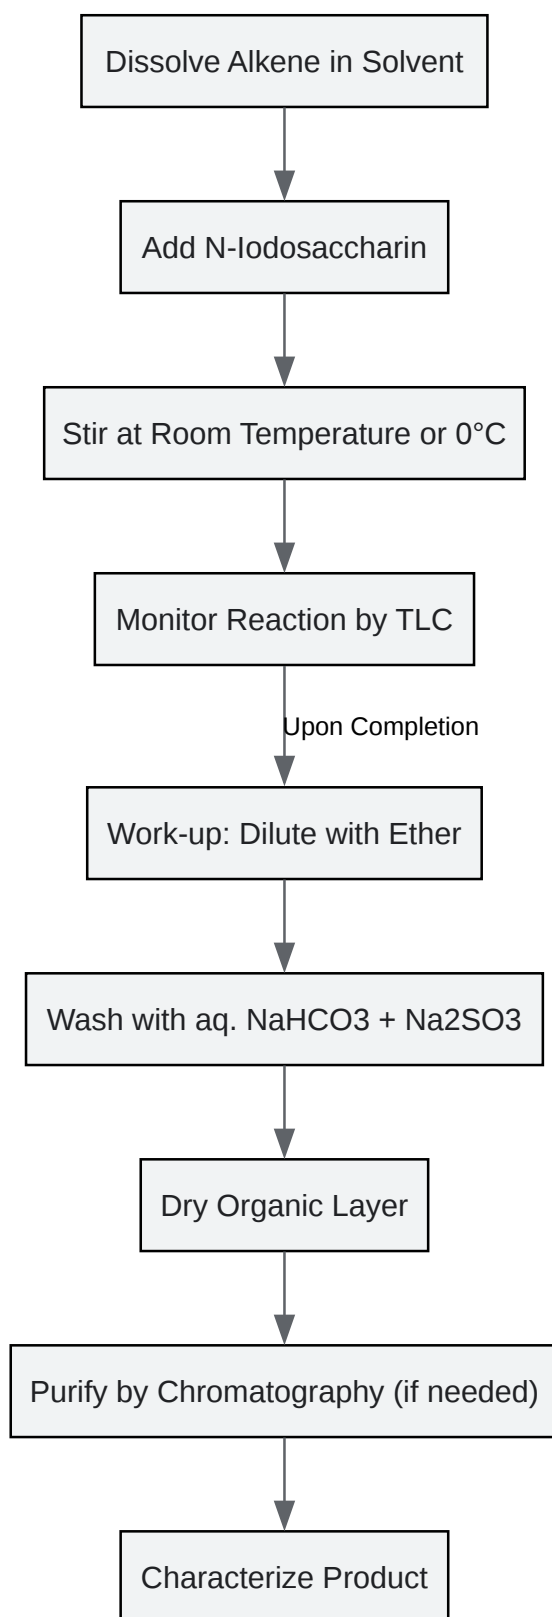 Dissolve Alkene in Solvent
Add N-Iodosaccharin
Stir at Room Temperature or 0°C
Monitor Reaction by TLC
Upon Completion
Work-up: Dilute with Ether
Wash with aq. NaHCO3 + Na2SO3
Dry Organic Layer
Purify by Chromatography (if needed)
Characterize Product